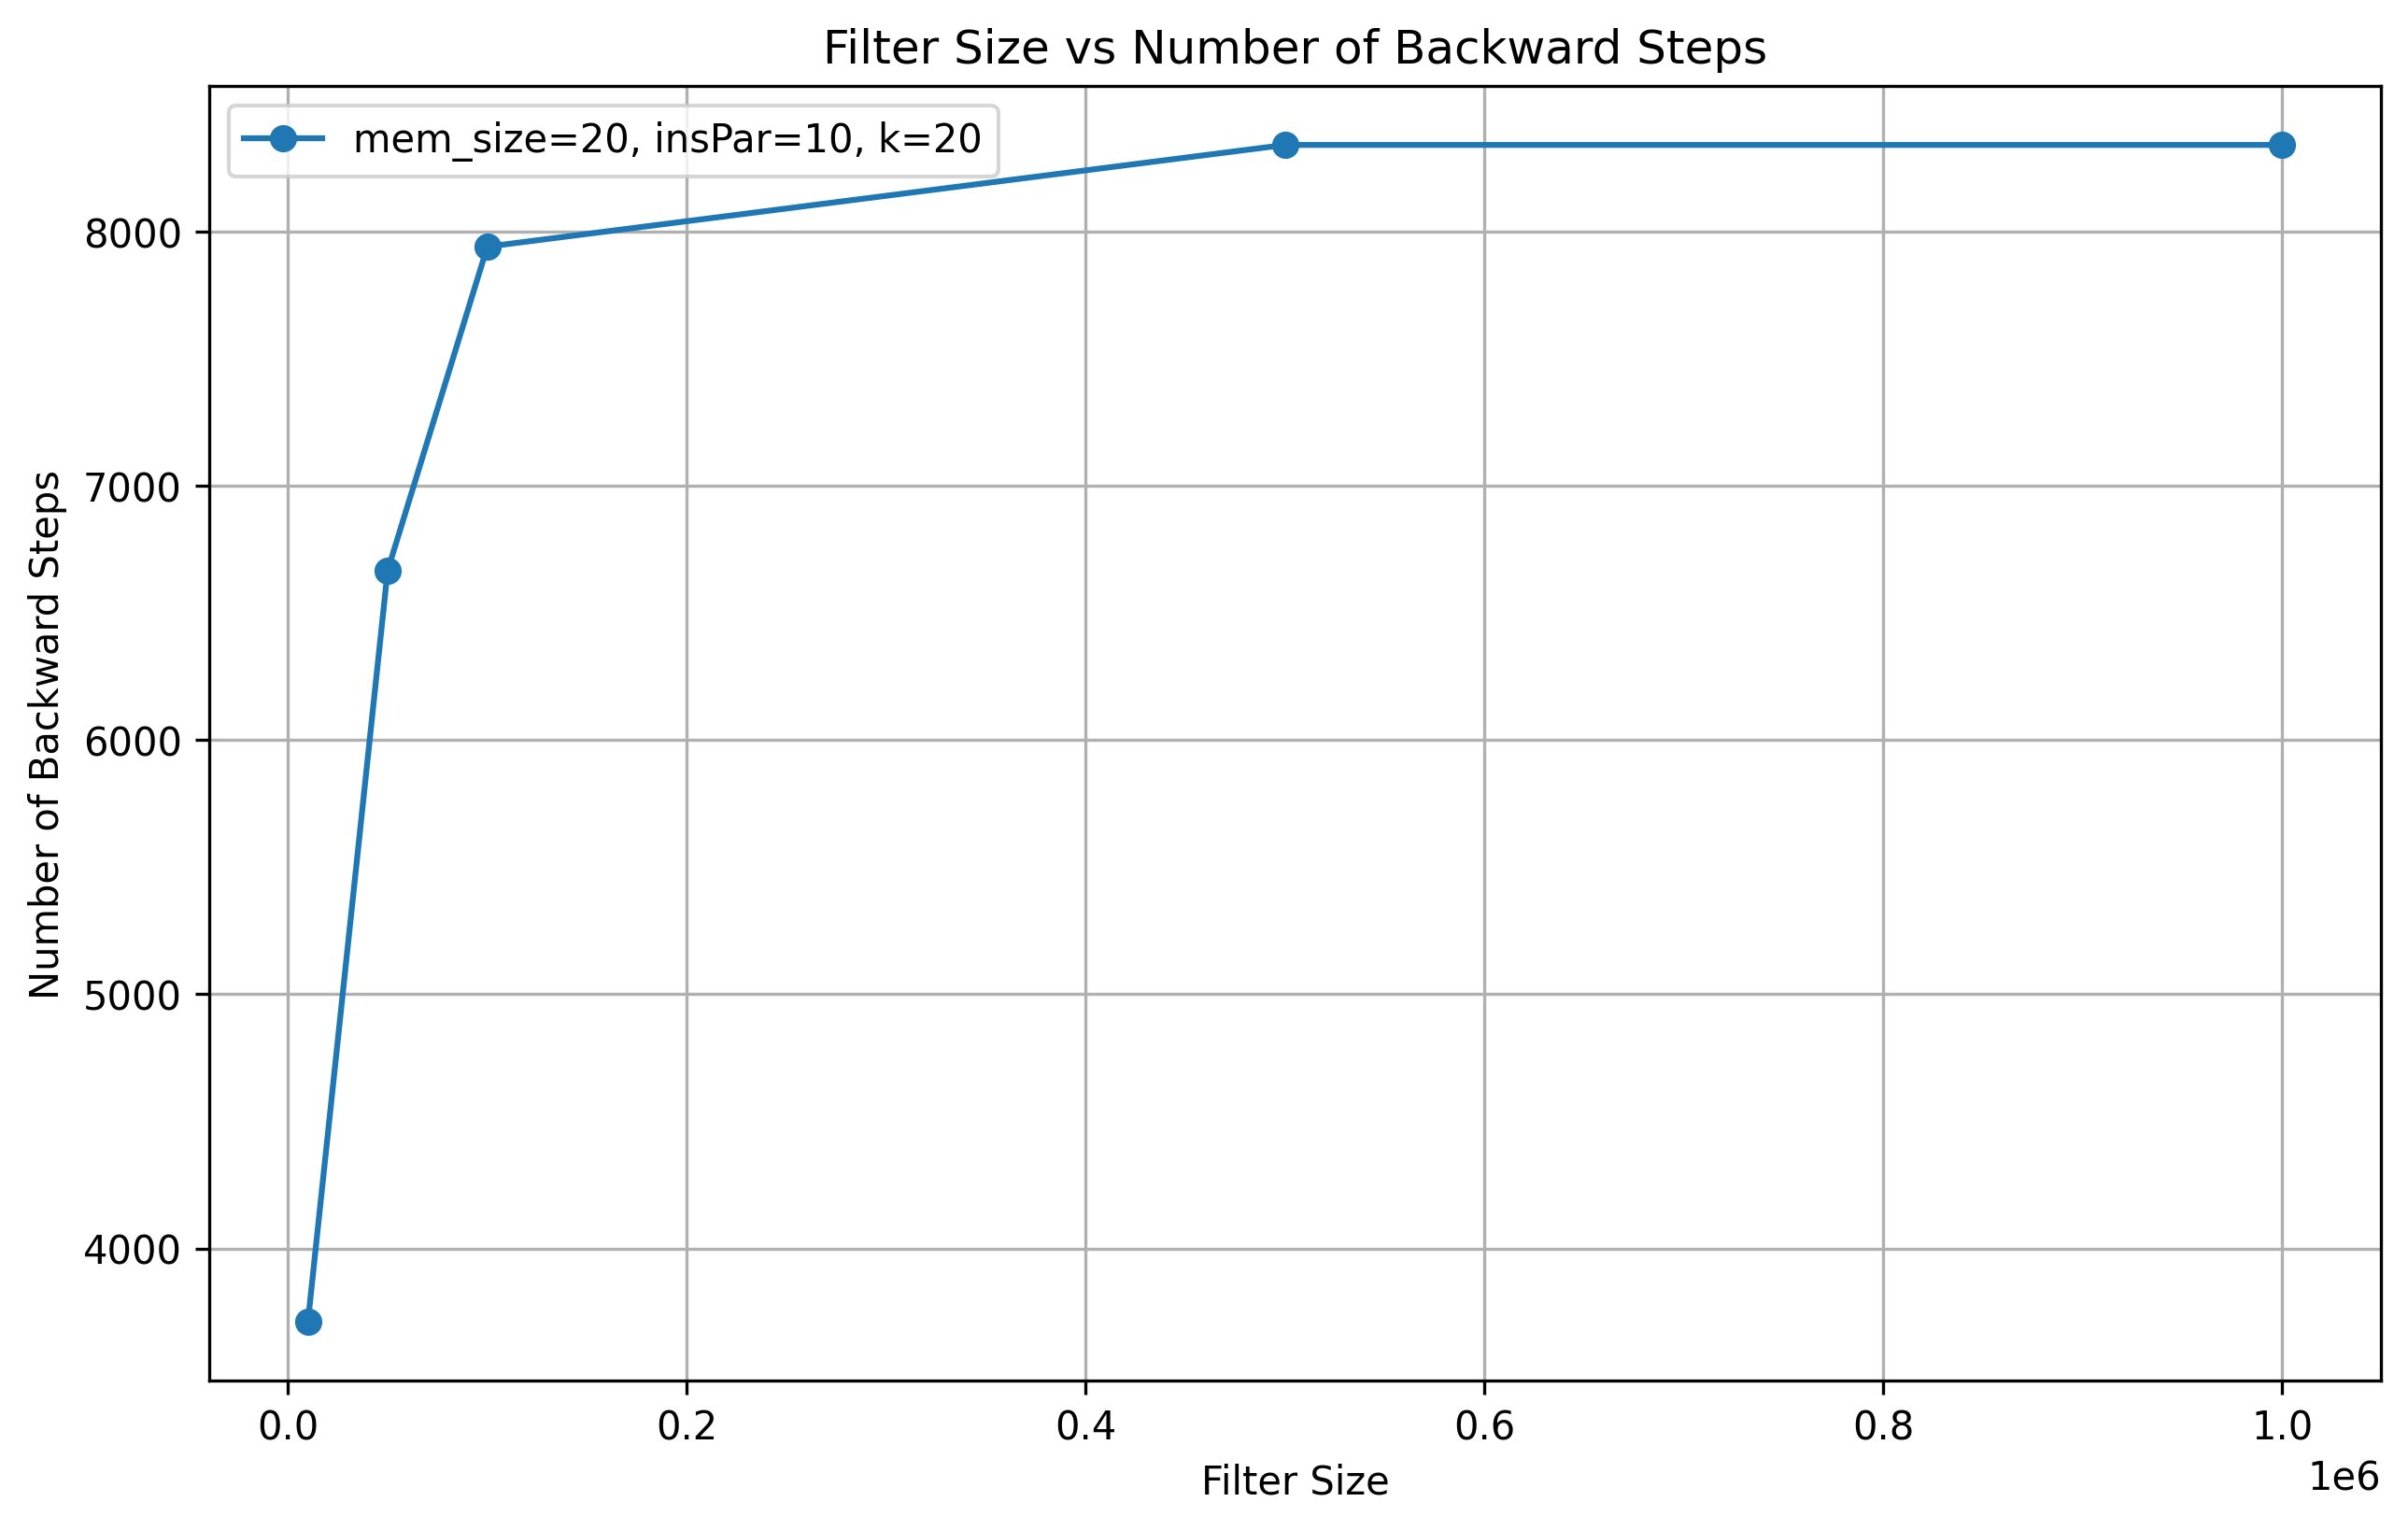 Filter Size vs Number of Backward Steps
mem_size=20, insPar=10, k=20
Number of Backward Steps
8000
7000
6000
5000
4000
0.0 0.2 0.4 0.6 0.8 1.0
1e6
Filter Size